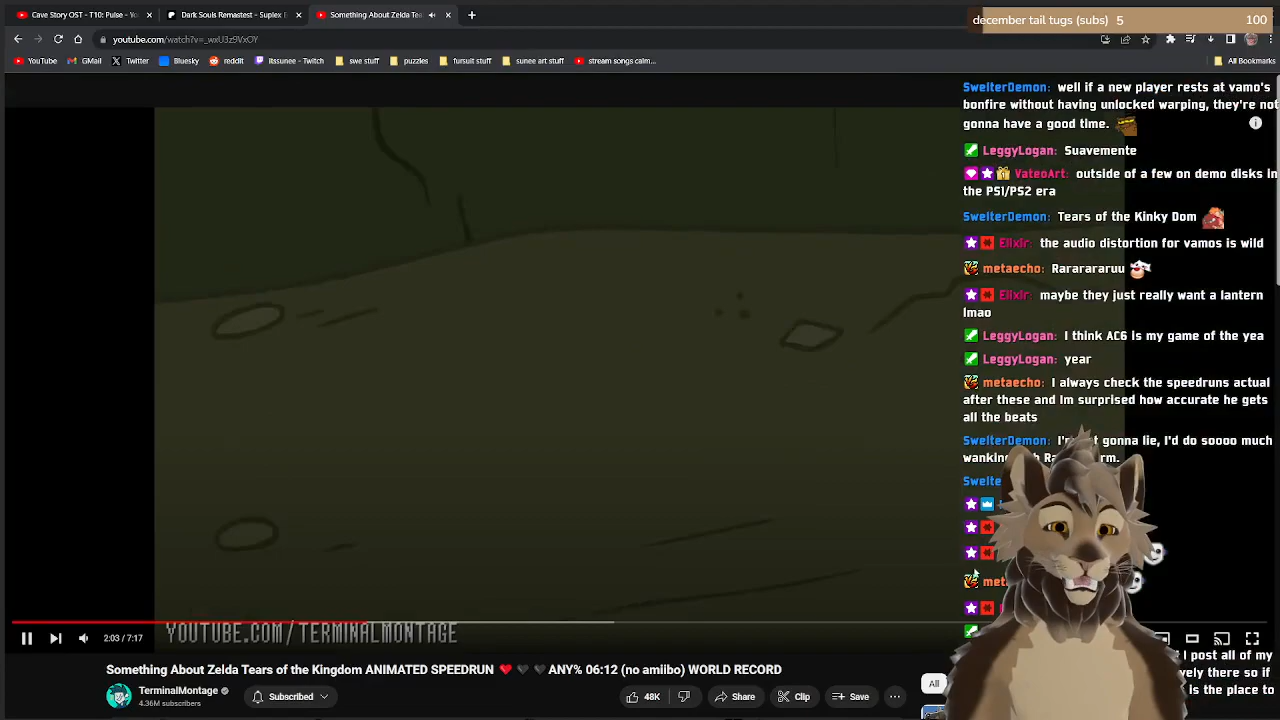 Cave Story OST - T10: Pulse - You
Dark Souls Remastest - Suplex E
Something About Zelda Tea
december tail tugs (subs) 5 100
youtube.com/watch?v=_wxU3z9VxOY
YouTube GMail Twitter Bluesky reddit itssunee - Twitch swe stuff puzzles fursuit stuff sunee art stuff stream songs calm... All Bookmarks
SwelterDemon: well if a new player rests at vamo's
bonfire without having unlocked warping, they're not
gonna have a good time.
LeggyLogan: Suavemente
VateoArt: outside of a few on demo disks in
the PS1/PS2 era
SwelterDemon: Tears of the Kinky Dom
Elixir: the audio distortion for vamos is wild
metaecho: Rararararuu
Elixir: maybe they just really want a lantern
lmao
LeggyLogan: I think AC6 is my game of the yea
LeggyLogan: year
metaecho: I always check the speedruns actual
after these and Im surprised how accurate he gets
all the beats
SwelterDemon: gonna lie, I'd do soooo much
wanking
Swelte
met
YOUTUBE.COM/TERMINALMONTAGE
2:03 / 7:17
Something About Zelda Tears of the Kingdom ANIMATED SPEEDRUN ❤️🖤🖤ANY% 06:12 (no amiibo) WORLD RECORD
I post all of my
vely there so if
is the place to
TerminalMontage
4.36M subscribers
Subscribed
48K
Share
Clip
Save
...
All